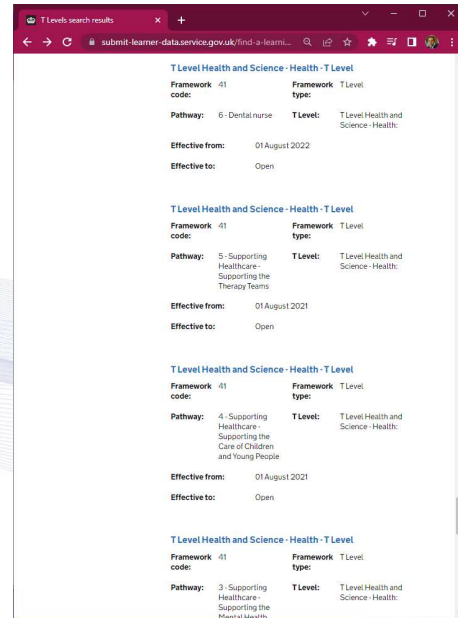 T Levels search results
submit-learner-data.service.gov.uk/find-a-learni...
T Level Health and Science - Health - T Level
Framework code: 41 Framework type: T Level
Pathway: 6 - Dental nurse T Level: T Level Health and Science - Health:
Effective from: 01 August 2022
Effective to: Open
T Level Health and Science - Health - T Level
Framework code: 41 Framework type: T Level
Pathway: 5 - Supporting Healthcare - Supporting the Therapy Teams T Level: T Level Health and Science - Health:
Effective from: 01 August 2021
Effective to: Open
T Level Health and Science - Health - T Level
Framework code: 41 Framework type: T Level
Pathway: 4 - Supporting Healthcare - Supporting the Care of Children and Young People T Level: T Level Health and Science - Health:
Effective from: 01 August 2021
Effective to: Open
T Level Health and Science - Health - T Level
Framework code: 41 Framework type: T Level
Pathway: 3 - Supporting Healthcare - Supporting the Mental Health T Level: T Level Health and Science - Health: